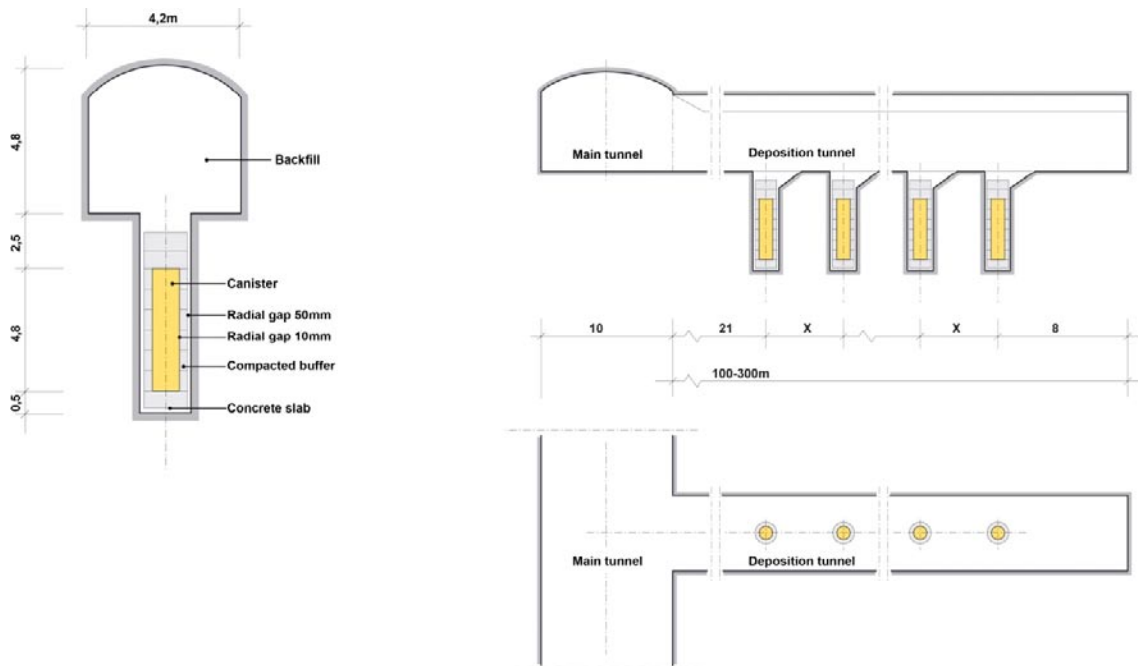 4,2m
4,8
Backfill
2,5
4,8
Canister
Radial gap 50mm
Radial gap 10mm
Compacted buffer
0,5
Concrete slab
Main tunnel
Deposition tunnel
10
21
X
X
8
100-300m
Main tunnel
Deposition tunnel